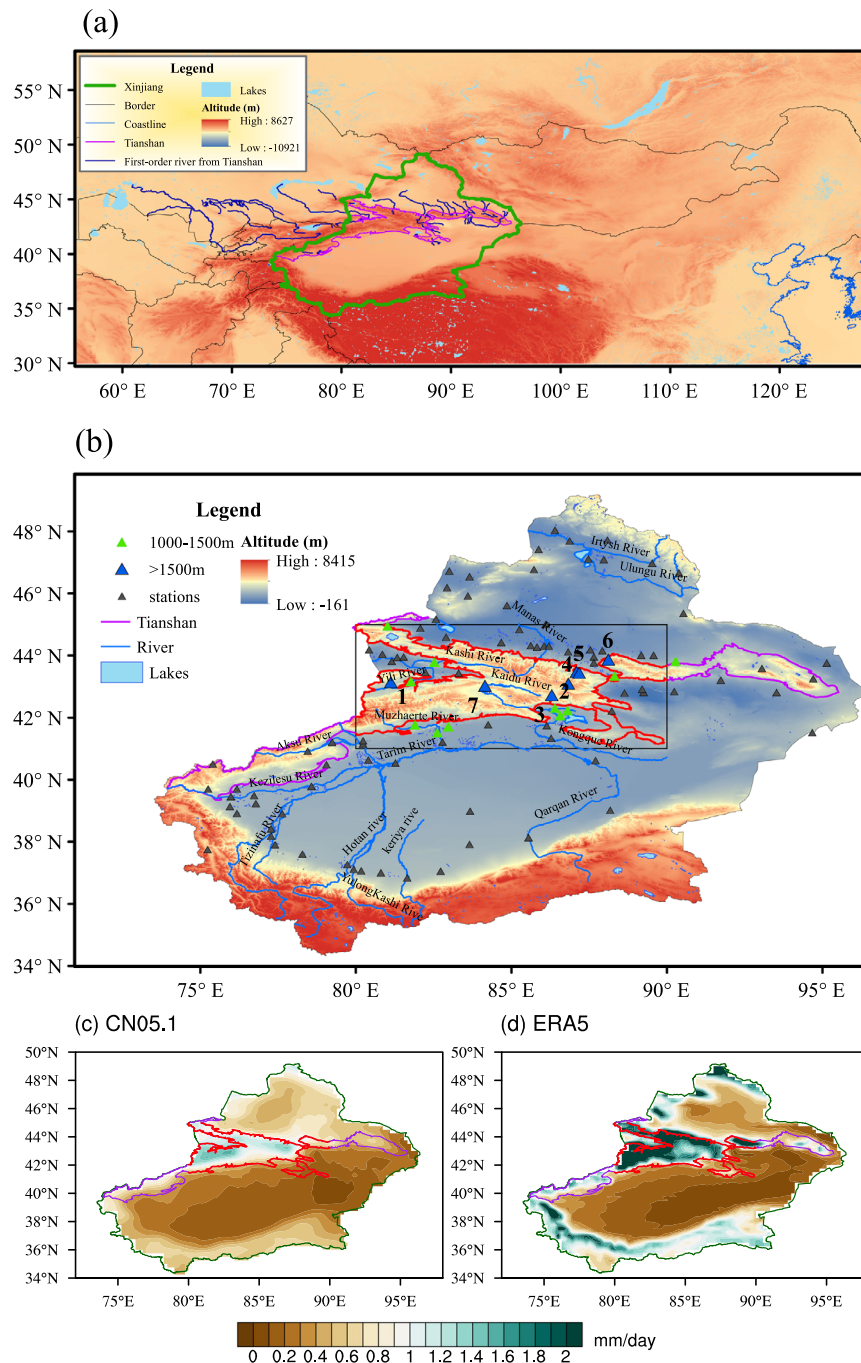 (a)
Legend
Xinjiang
Border
Coastline
Tianshan
First-order river from Tianshan
Lakes
Altitude (m)
High : 8627
Low : -10921
55° N
50° N
45° N
40° N
35° N
30° N
60° E
70° E
80° E
90° E
100° E
110° E
120° E
(b)
Legend
1000-1500m
>1500m
stations
Tianshan
River
Lakes
Altitude (m)
High : 8415
Low : -161
48° N
46° N
44° N
42° N
40° N
38° N
36° N
34° N
Irtysh River
Ulungu River
Manas River
6
5
4
Kashi River
Yili River
Kaidu River
2
1
7
3
Muzhaerte River
Kongque River
Aksu River
Tarim River
Kezilesu River
Qarqan River
Tizinafu River
Hotan river
keriya rive
YulongKashi Rive
75° E
80° E
85° E
90° E
95° E
(c) CN05.1
50°N
48°N
46°N
44°N
42°N
40°N
38°N
36°N
34°N
75°E
80°E
85°E
90°E
95°E
(d) ERA5
50°N
48°N
46°N
44°N
42°N
40°N
38°N
36°N
34°N
75°E
80°E
85°E
90°E
95°E
0 0.2 0.4 0.6 0.8 1 1.2 1.4 1.6 1.8 2
mm/day